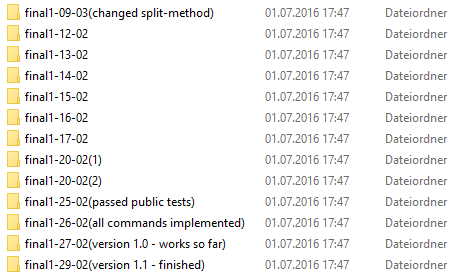 final1-09-03(changed split-method) 01.07.2016 17:47 Dateiordner
final1-12-02 01.07.2016 17:47 Dateiordner
final1-13-02 01.07.2016 17:47 Dateiordner
final1-14-02 01.07.2016 17:47 Dateiordner
final1-15-02 01.07.2016 17:47 Dateiordner
final1-16-02 01.07.2016 17:47 Dateiordner
final1-17-02 01.07.2016 17:47 Dateiordner
final1-20-02(1) 01.07.2016 17:47 Dateiordner
final1-20-02(2) 01.07.2016 17:47 Dateiordner
final1-25-02(passed public tests) 01.07.2016 17:47 Dateiordner
final1-26-02(all commands implemented) 01.07.2016 17:47 Dateiordner
final1-27-02(version 1.0 - works so far) 01.07.2016 17:47 Dateiordner
final1-29-02(version 1.1 - finished) 01.07.2016 17:47 Dateiordner